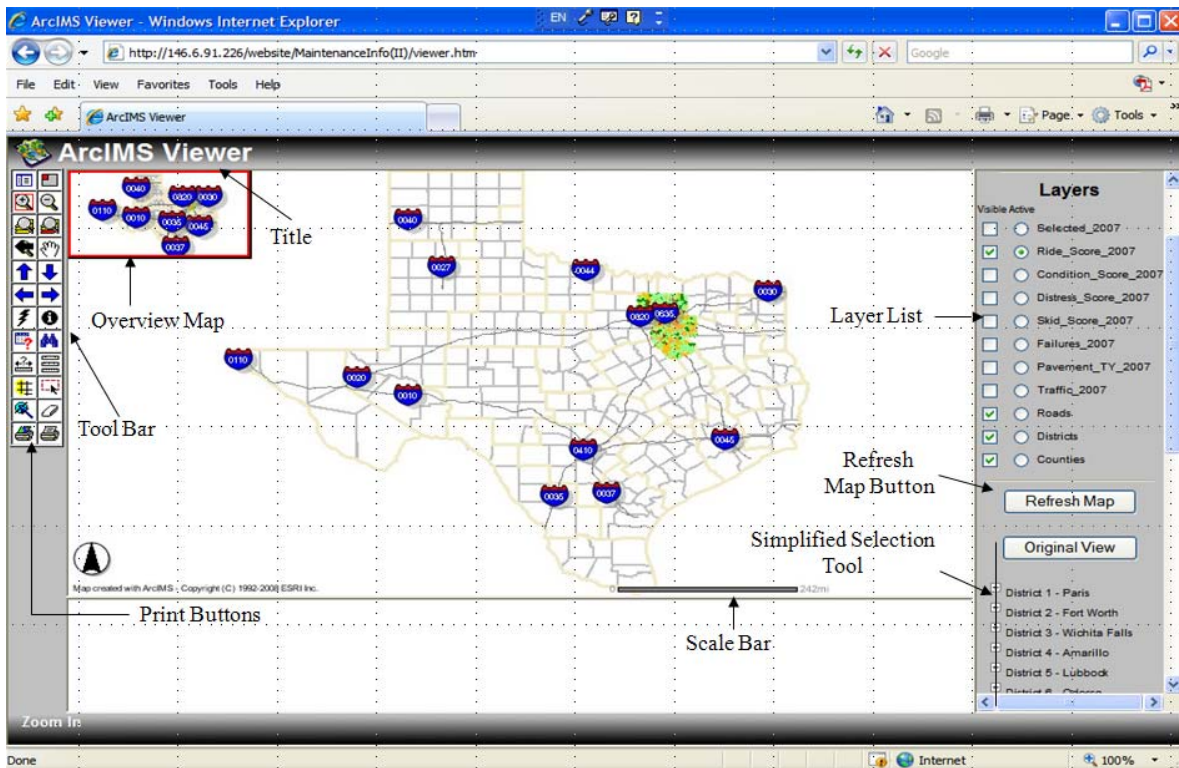 ArcIMS Viewer - Windows Internet Explorer
EN
http://146.6.91.226/website/MaintenanceInfo(II)/viewer.htm
Google
File Edit View Favorites Tools Help
ArcIMS Viewer
Page
Tools
ArcIMS Viewer
0040
0820
0030
0110
0010
0035
0045
0037
Title
Overview Map
Tool Bar
Print Buttons
0040
0027
0044
0030
0820
0635
0110
0020
0010
0410
0045
0035
0037
Map created with ArcIMS - Copyright (C) 1992-2008 ESRI Inc.
0
242mi
Scale Bar
Layer List
Refresh
Map Button
Simplified Selection
Tool
Layers
Visible Active
Selected_2007
Ride_Score_2007
Condition_Score_2007
Distress_Score_2007
Skid_Score_2007
Failures_2007
Pavement_TY_2007
Traffic_2007
Roads
Districts
Counties
Refresh Map
Original View
District 1 - Paris
District 2 - Fort Worth
District 3 - Wichita Falls
District 4 - Amarillo
District 5 - Lubbock
Zoom In
Done
Internet
100%